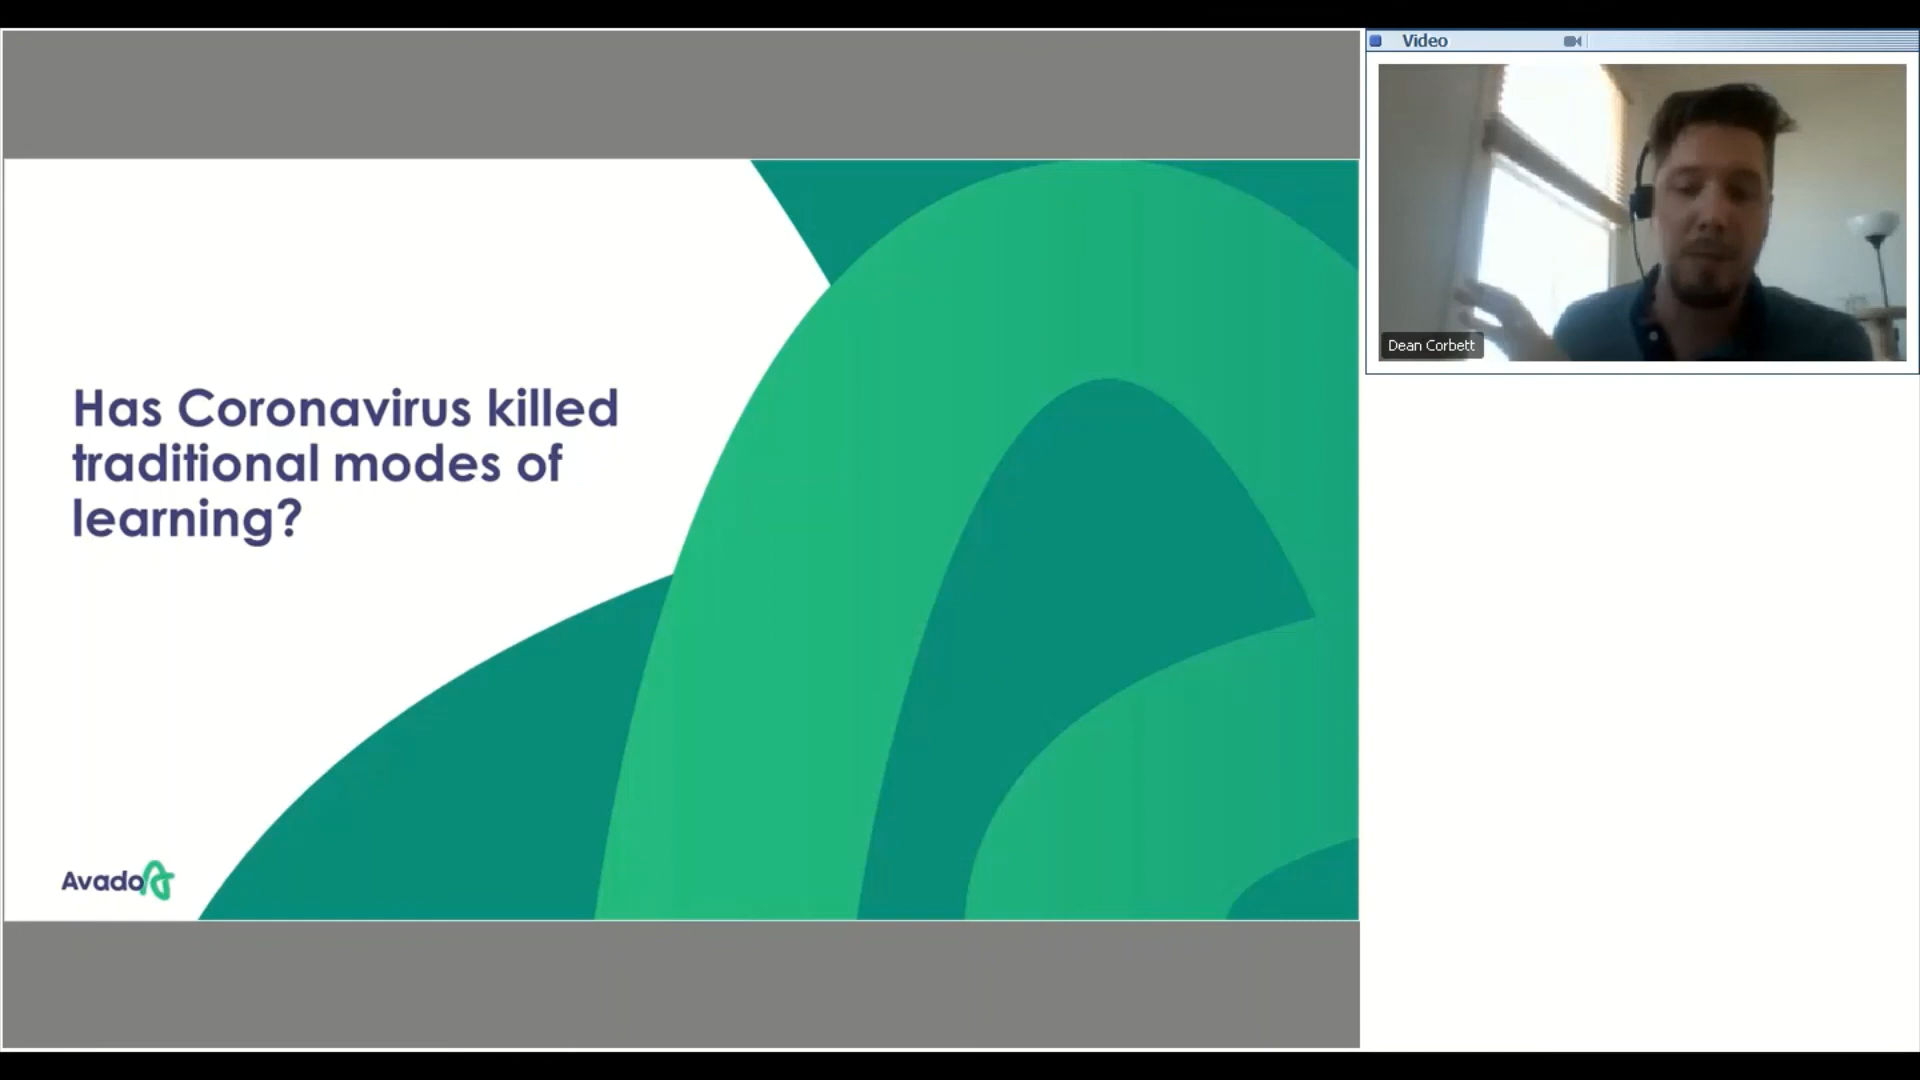 Video
Dean Corbett
Has Coronavirus killed
traditional modes of
learning?
Avado